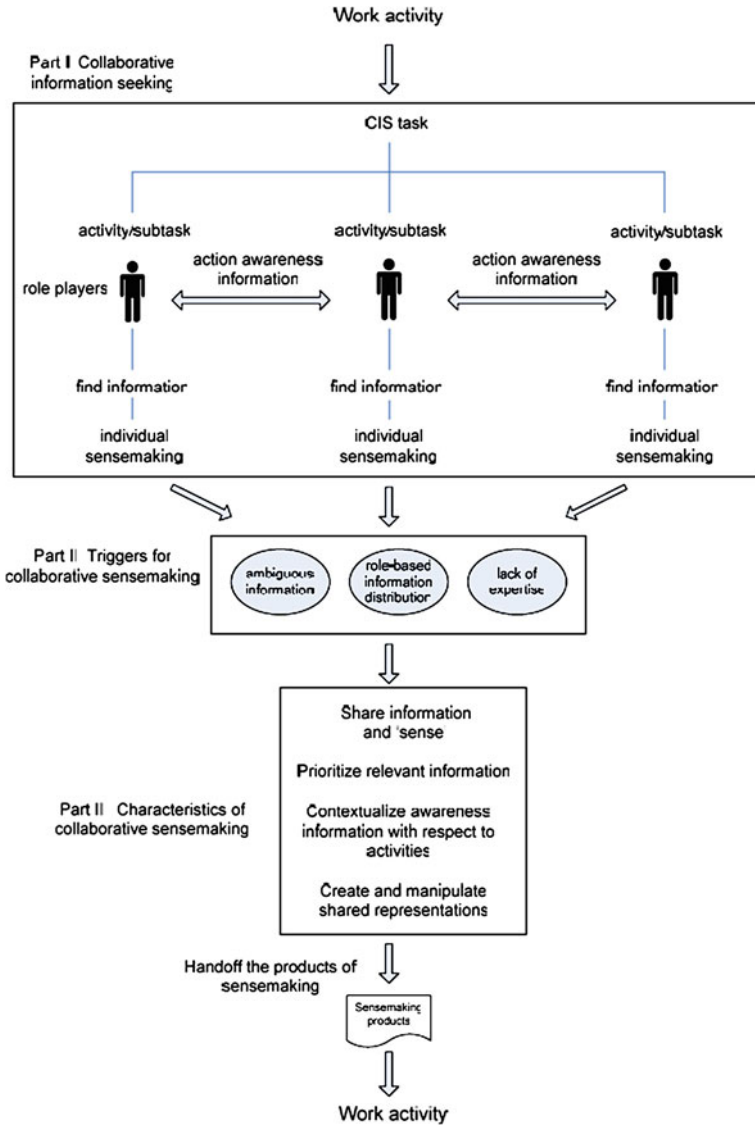 Work activity
Part I Collaborative
information seeking
CIS task
activity/subtask
activity/subtask
activity/subtask
action awareness
information
action awareness
information
role players
find information
find information
find information
individual
sensemaking
individual
sensemaking
individual
sensemaking
Part II Triggers for
collaborative sensemaking
ambiguous
information
role-based
information
distribution
lack of
expertise
Share information
and 'sense'
Prioritize relevant information
Part II Characteristics of
collaborative sensemaking
Contextualize awareness
information with respect to
activities
Create and manipulate
shared representations
Handoff the products of
sensemaking
Sensemaking
products
Work activity